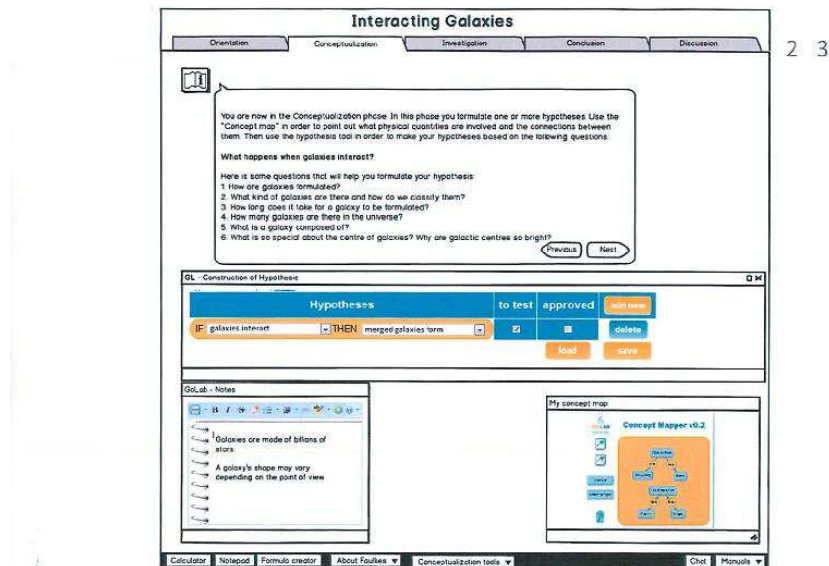 Interacting Galaxies
Orientation
Conceptualization
Investigation
Conclusion
Discussion
2 3
You are now in the Conceptualization phase. In this phase you formulate one or more hypotheses. Use the
"Concept map" in order to point out what physical quantities are involved and the connections between
them. Then use the hypothesis tool in order to make your hypotheses based on the following questions.
What happens when galaxies interact?
Here is some questions that will help you formulate your hypothesis:
1. How are galaxies formulated?
2. What kind of galaxies are there and how do we classify them?
3. How long does it take for a galaxy to be formulated?
4. How many galaxies are there in the universe?
5. What is a galaxy composed of?
6. What is so special about the centre of galaxies? Why are galactic centres so bright?
Previous
Next
GL - Construction of Hypothesis
Hypotheses
to test
approved
add new
IF galaxies interact THEN merged galaxies form
delete
load
save
GoLab - Notes
Galaxies are made of billions of
stars.
A galaxy's shape may vary
depending on the point of view
My concept map
Concept Mapper v0.2
Calculator
Notepad
Formula creator
About Faulkes
Conceptualization tools
Chat
Manuals